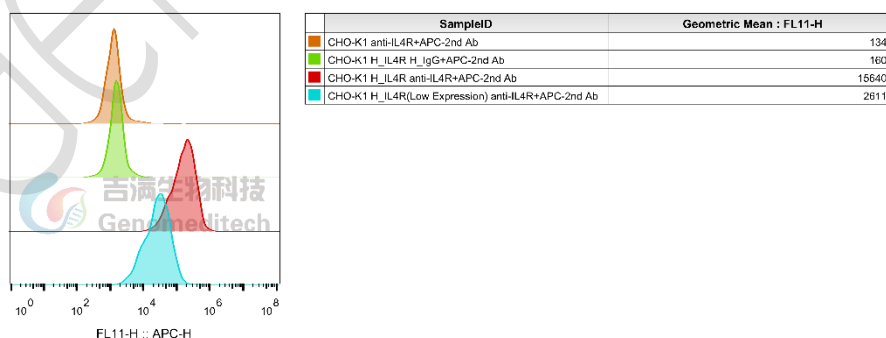 SampleID Geometric Mean : FL11-H
CHO-K1 anti-IL4R+APC-2nd Ab 134
CHO-K1 H_IL4R H_IgG+APC-2nd Ab 160
CHO-K1 H_IL4R anti-IL4R+APC-2nd Ab 15640
CHO-K1 H_IL4R(Low Expression) anti-IL4R+APC-2nd Ab 2611
吉满生物科技
Genomeditech
10^0 10^2 10^4 10^6 10^8
FL11-H :: APC-H